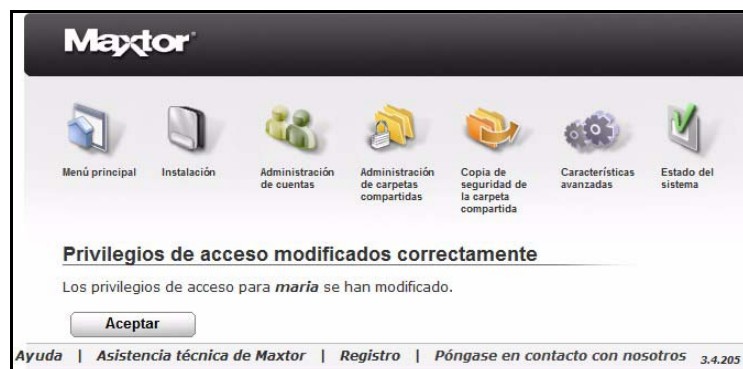 Maxtor
Menú principal
Instalación
Administración
de cuentas
Administración
de carpetas
compartidas
Copia de
seguridad de
la carpeta
compartida
Características
avanzadas
Estado del
sistema
Privilegios de acceso modificados correctamente
Los privilegios de acceso para maria se han modificado.
Aceptar
Ayuda | Asistencia técnica de Maxtor | Registro | Póngase en contacto con nosotros 3.4.205